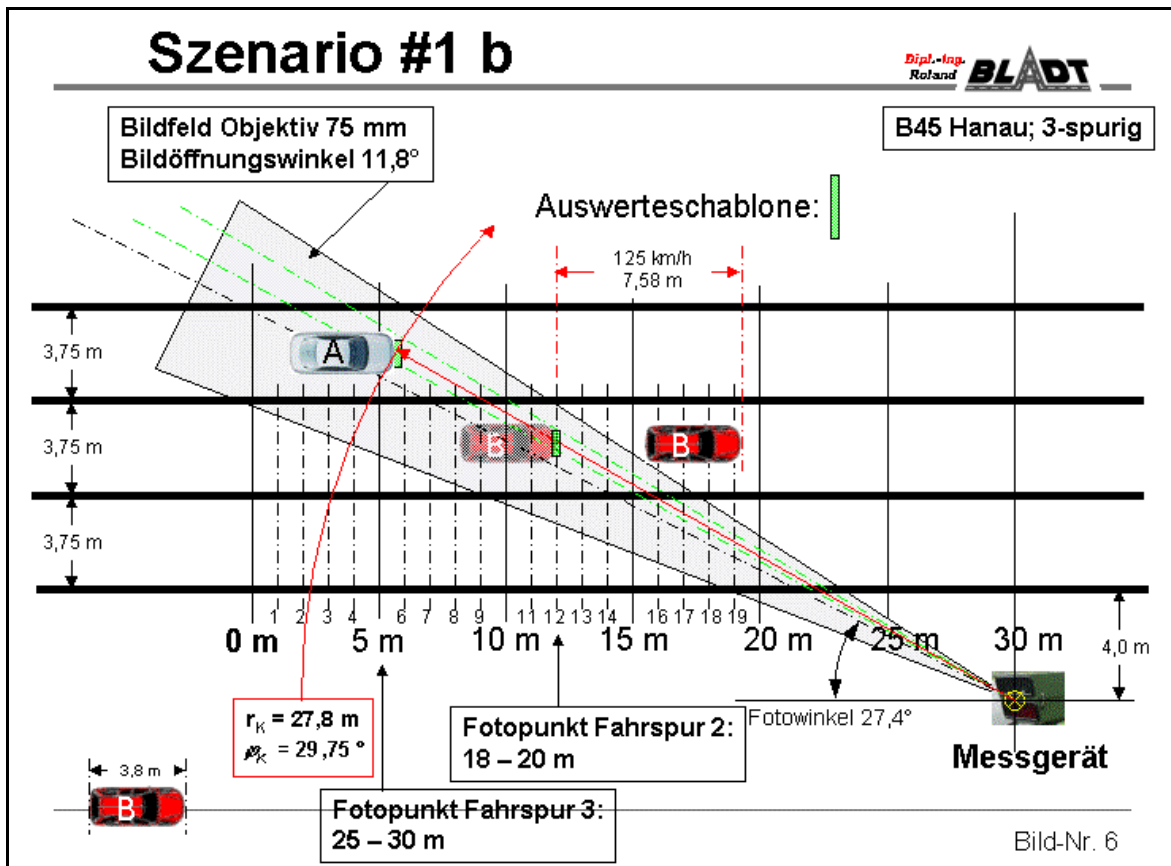 Szenario #1 b
Dipl.-Ing.
Roland
BLADT
Bildfeld Objektiv 75 mm
Bildöffnungswinkel 11,8°
B45 Hanau; 3-spurig
Auswerteschablone:
125 km/h
7,58 m
3,75 m
A
3,75 m
B
B
3,75 m
1 2 3 4 6 7 8 9 11 12 13 14 16 17 18 19
0 m 5 m 10 m 15 m 20 m 25 m 30 m
4,0 m
rK = 27,8 m
K = 29,75 °
Fotopunkt Fahrspur 2:
18 – 20 m
Fotowinkel 27,4°
Messgerät
3,8 m
B
Fotopunkt Fahrspur 3:
25 – 30 m
Bild-Nr. 6